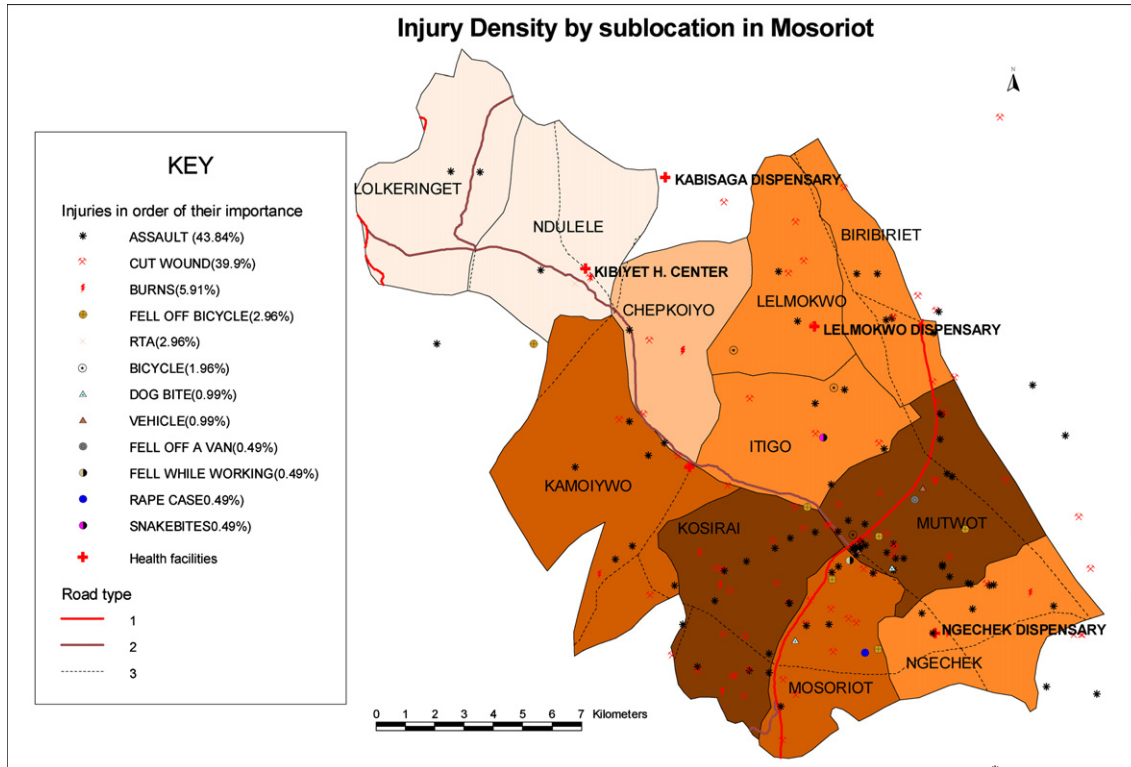 Injury Density by sublocation in Mosoriot
N
KEY
Injuries in order of their importance
ASSAULT (43.84%)
CUT WOUND(39.9%)
BURNS(5.91%)
FELL OFF BICYCLE(2.96%)
RTA(2.96%)
BICYCLE(1.96%)
DOG BITE(0.99%)
VEHICLE(0.99%)
FELL OFF A VAN(0.49%)
FELL WHILE WORKING(0.49%)
RAPE CASE0.49%)
SNAKEBITES0.49%)
Health facilities
Road type
1
2
3
LOLKERINGET
KABISAGA DISPENSARY
NDULELE
BIRIBIRIET
KIBIYET H. CENTER
CHEPKOIYO
LELMOKWO
LELMOKWO DISPENSARY
ITIGO
KAMOIYWO
KOSIRAI
MUTWOT
NGECHEK DISPENSARY
NGECHEK
MOSORIOT
0 1 2 3 4 5 6 7 Kilometers